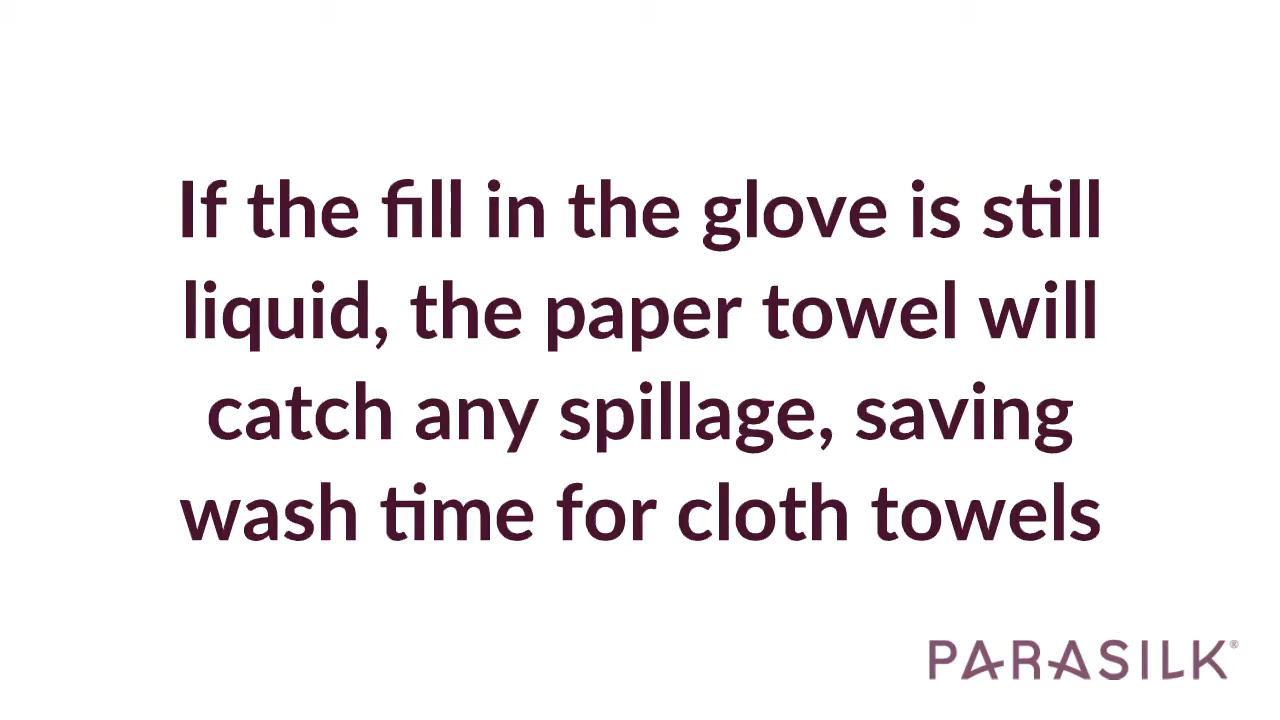 If the fill in the glove is still
liquid, the paper towel will
catch any spillage, saving
wash time for cloth towels
PARASILK®